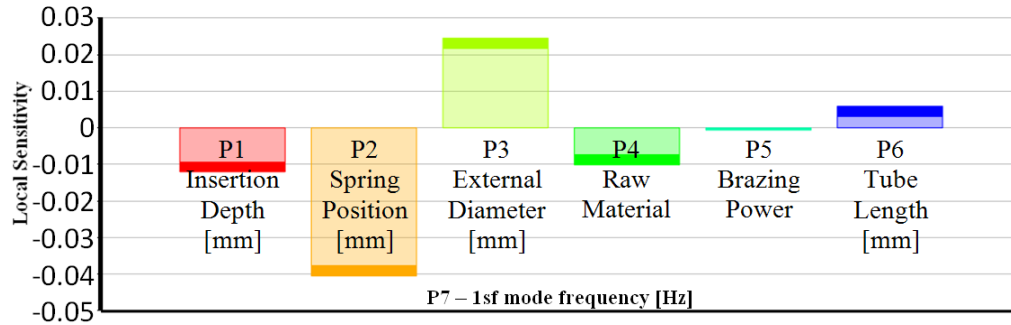 0.03
0.02
0.01
0
-0.01
-0.02
-0.03
-0.04
-0.05
Local Sensitivity
P1
Insertion
Depth
[mm]
P2
Spring
Position
[mm]
P3
External
Diameter
[mm]
P4
Raw
Material
P5
Brazing
Power
P6
Tube
Length
[mm]
P7 – 1sf mode frequency [Hz]